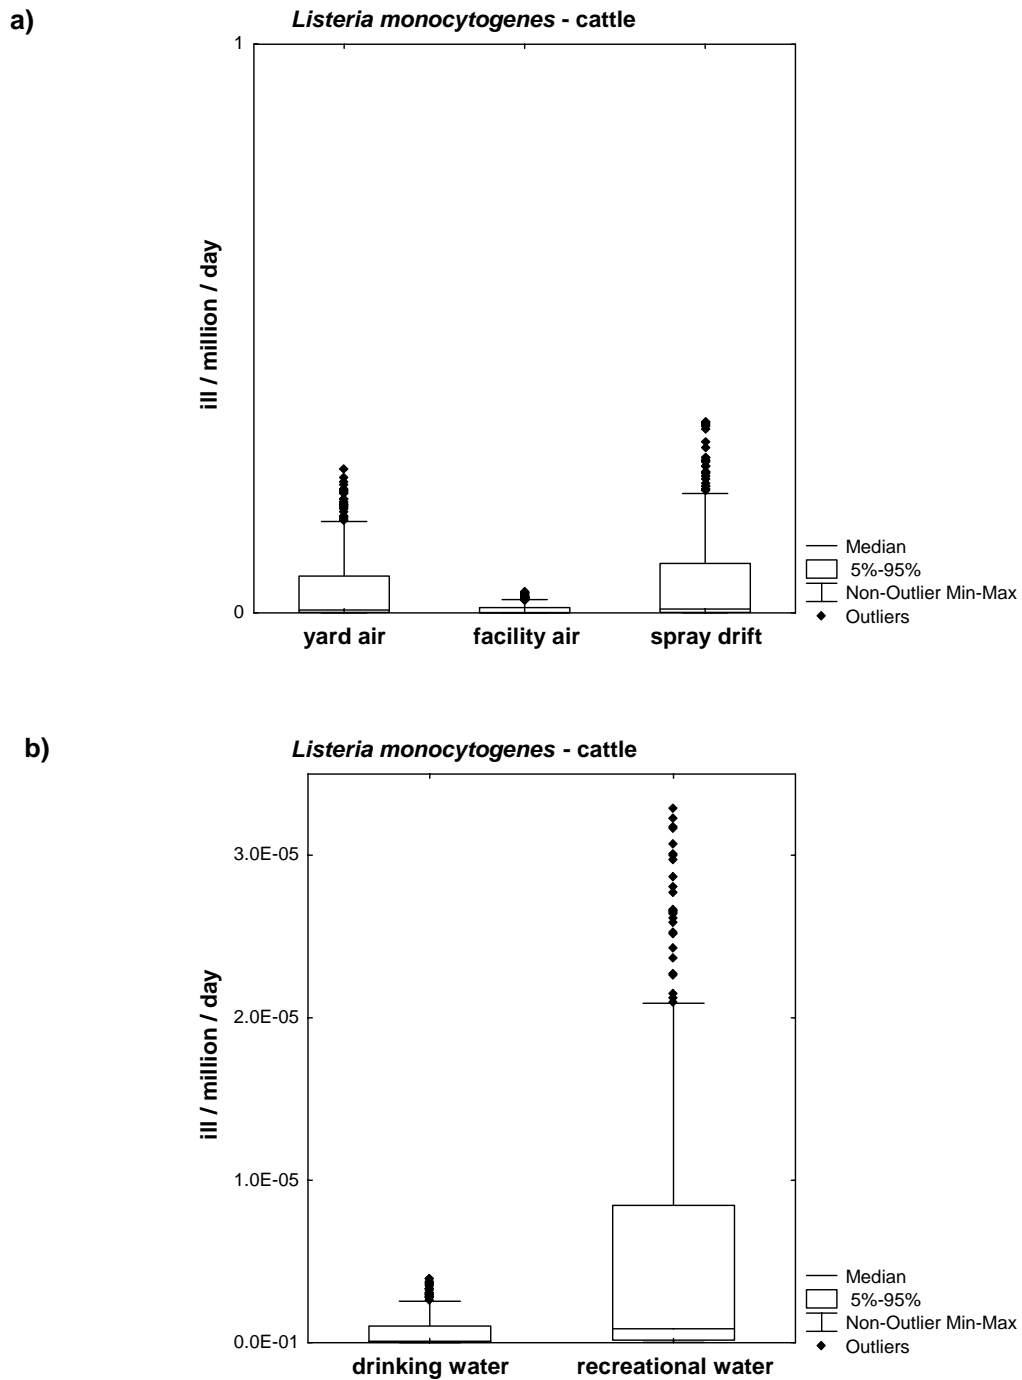 a)
Listeria monocytogenes - cattle
1
ill / million / day
0
yard air facility air spray drift
Median
5%-95%
Non-Outlier Min-Max
Outliers
b)
Listeria monocytogenes - cattle
3.0E-05
2.0E-05
ill / million / day
1.0E-05
0.0E-01
drinking water recreational water
Median
5%-95%
Non-Outlier Min-Max
Outliers